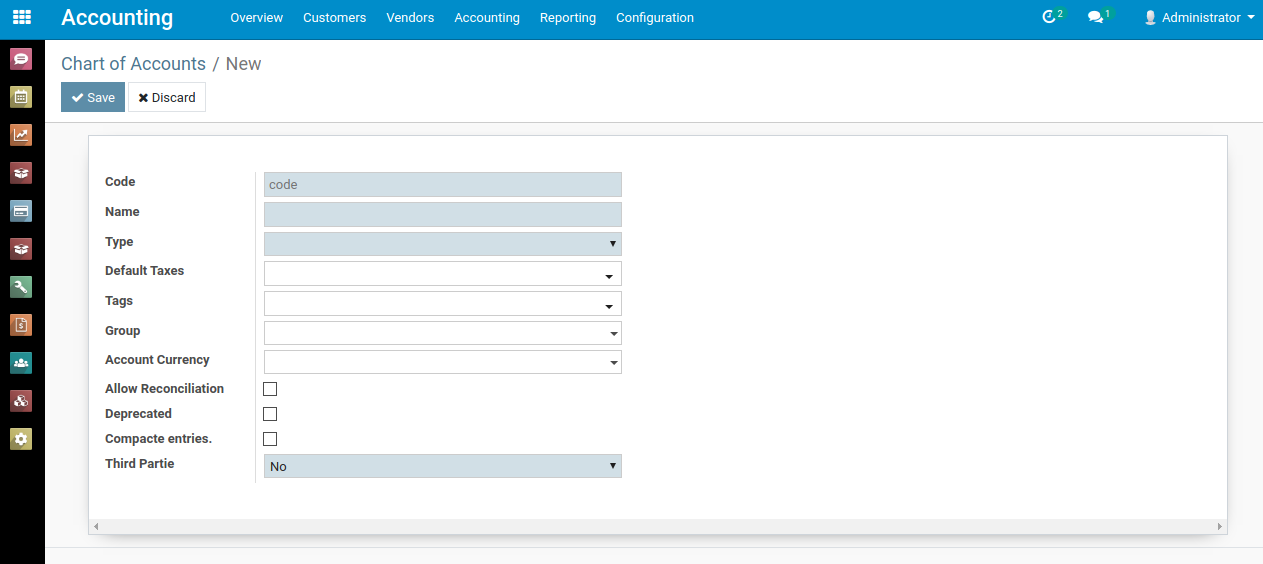 Accounting Overview Customers Vendors Accounting Reporting Configuration 2 1 Administrator
Chart of Accounts / New
Save Discard
Code code
Name
Type
Default Taxes
Tags
Group
Account Currency
Allow Reconciliation
Deprecated
Compacte entries.
Third Partie No